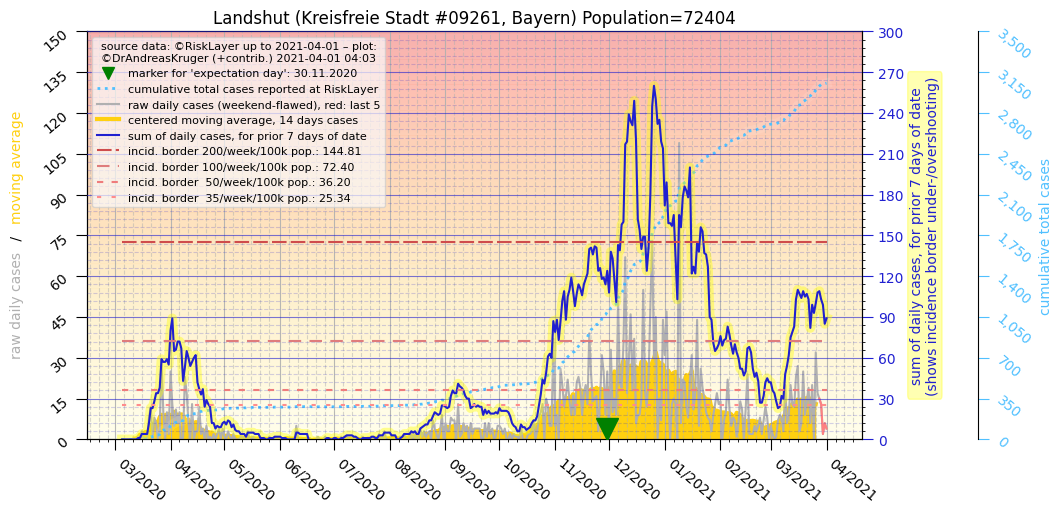 Landshut (Kreisfreie Stadt #09261, Bayern) Population=72404
source data: ©RiskLayer up to 2021-04-01 – plot:
©DrAndreasKruger (+contrib.) 2021-04-01 04:03
marker for 'expectation day': 30.11.2020
cumulative total cases reported at RiskLayer
raw daily cases (weekend-flawed), red: last 5
centered moving average, 14 days cases
sum of daily cases, for prior 7 days of date
incid. border 200/week/100k pop.: 144.81
incid. border 100/week/100k pop.: 72.40
incid. border  50/week/100k pop.: 36.20
incid. border  35/week/100k pop.: 25.34
raw daily cases / moving average
150
135
120
105
90
75
60
45
30
15
0
300
270
240
210
180
150
120
90
60
30
0
sum of daily cases, for prior 7 days of date
(shows incidence border under-/overshooting)
3,500
3,150
2,800
2,450
2,100
1,750
1,400
1,050
700
350
0
cumulative total cases
03/2020
04/2020
05/2020
06/2020
07/2020
08/2020
09/2020
10/2020
11/2020
12/2020
01/2021
02/2021
03/2021
04/2021